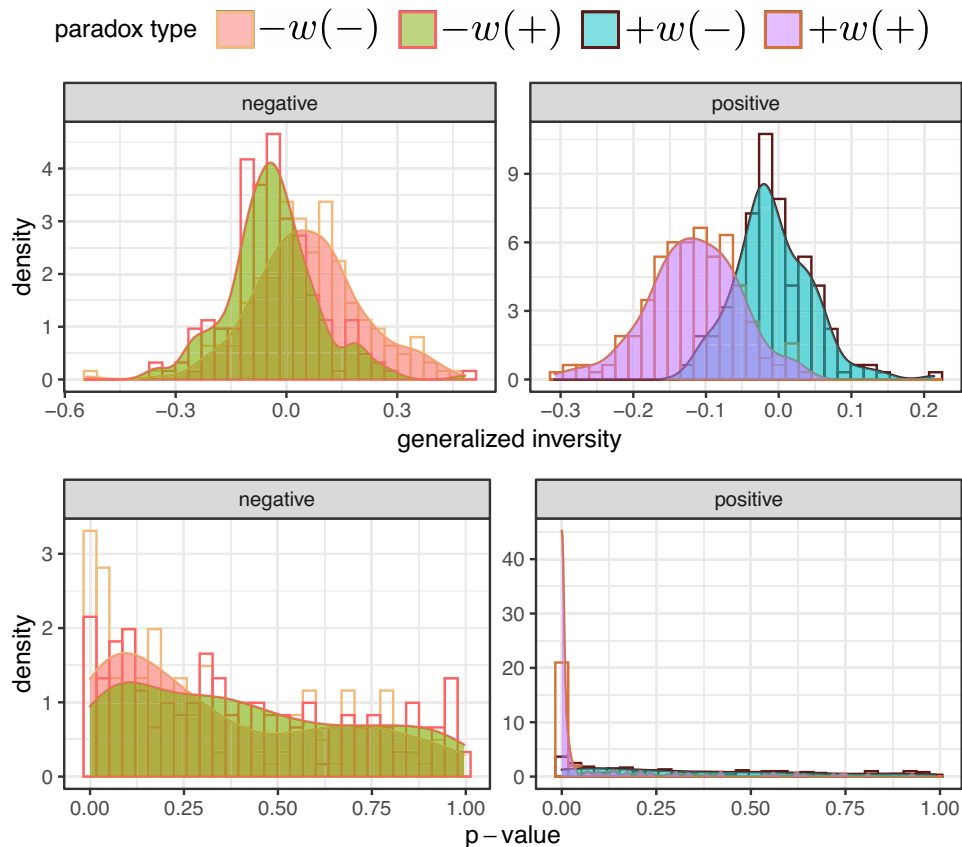 paradox type −w(−) −w(+) +w(−) +w(+)
negative positive
density
4
3
2
1
0
9
6
3
0
−0.6 −0.3 0.0 0.3
−0.3 −0.2 −0.1 0.0 0.1 0.2
generalized inversity
negative positive
density
3
2
1
0
40
30
20
10
0
0.00 0.25 0.50 0.75 1.00
0.00 0.25 0.50 0.75 1.00
p − value